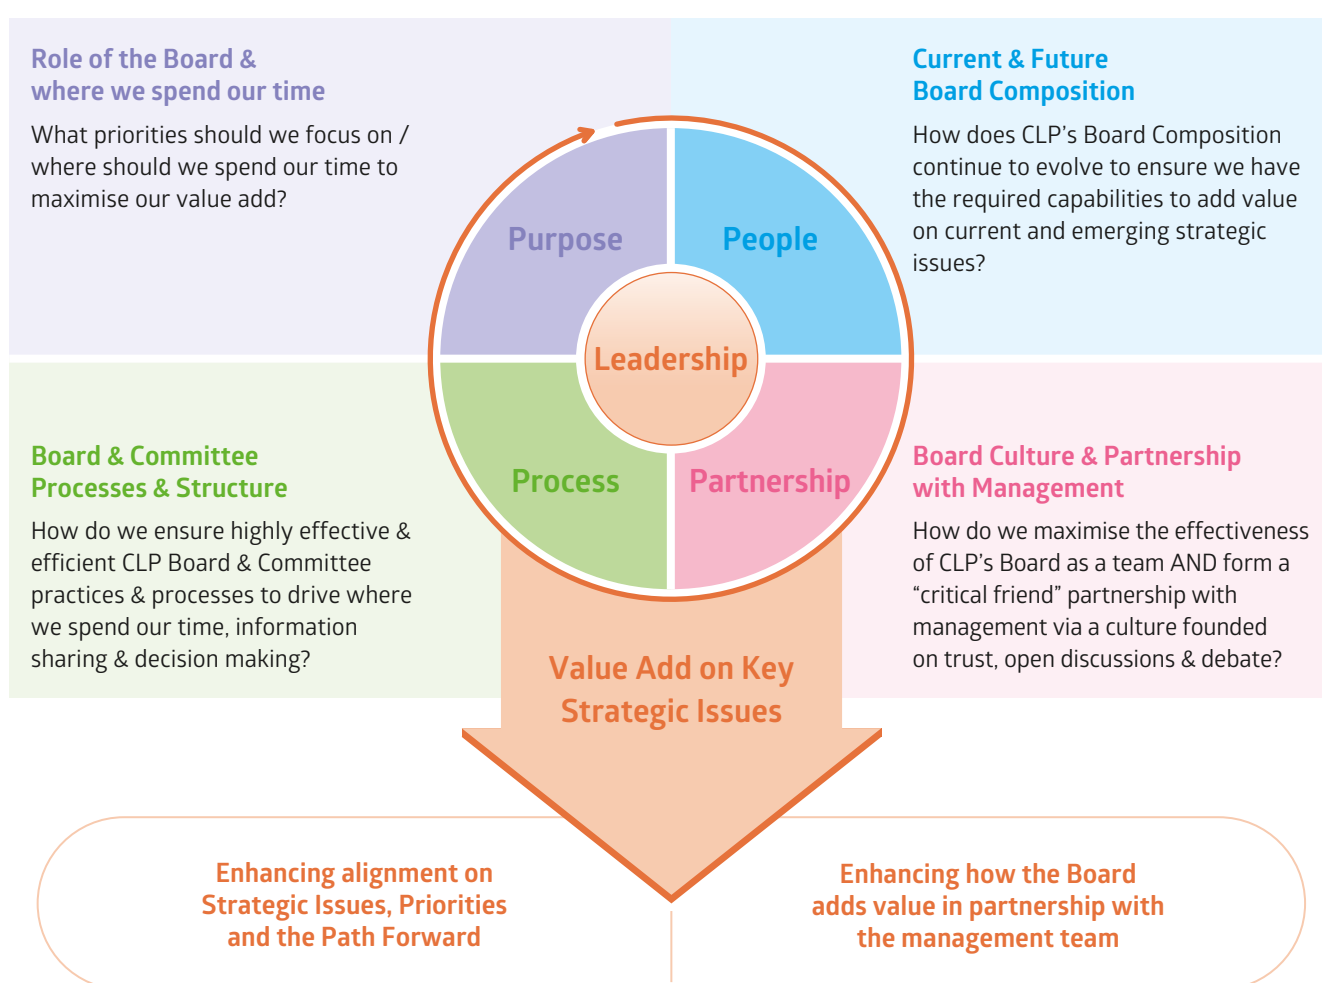 Role of the Board &
where we spend our time
What priorities should we focus on /
where should we spend our time to
maximise our value add?
Current & Future
Board Composition
How does CLP's Board Composition
continue to evolve to ensure we have
the required capabilities to add value
on current and emerging strategic
issues?
Purpose
People
Leadership
Process
Partnership
Board & Committee
Processes & Structure
How do we ensure highly effective &
efficient CLP Board & Committee
practices & processes to drive where
we spend our time, information
sharing & decision making?
Board Culture & Partnership
with Management
How do we maximise the effectiveness
of CLP's Board as a team AND form a
“critical friend” partnership with
management via a culture founded
on trust, open discussions & debate?
Value Add on Key
Strategic Issues
Enhancing alignment on
Strategic Issues, Priorities
and the Path Forward
Enhancing how the Board
adds value in partnership with
the management team